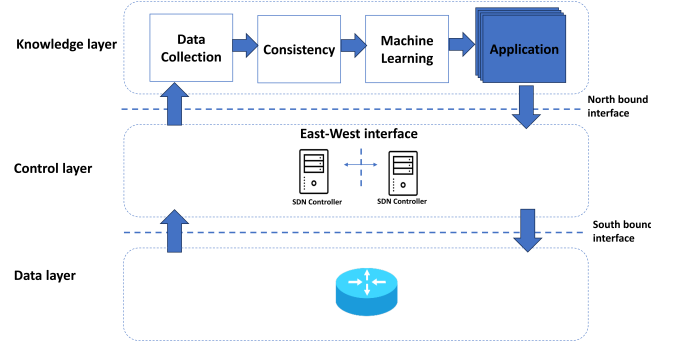 Knowledge layer
Data
Collection
Consistency
Machine
Learning
Application
North bound
interface
East-West interface
Control layer
SDN Controller
SDN Controller
South bound
interface
Data layer